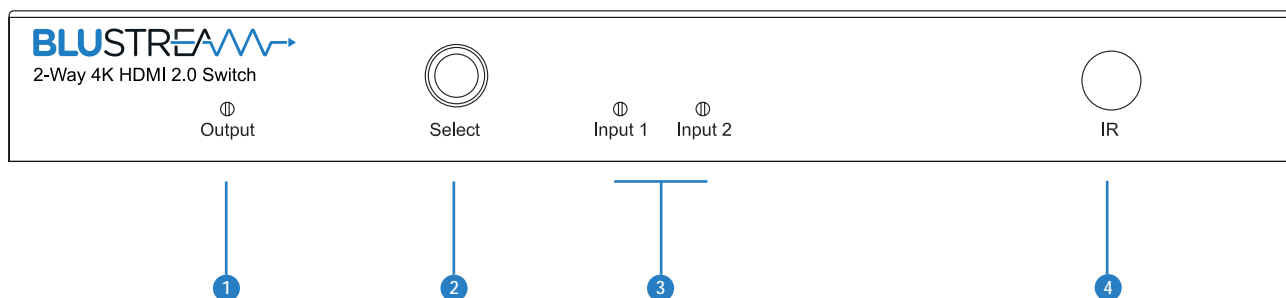 BLUSTREAM
2-Way 4K HDMI 2.0 Switch
Output
Select
Input 1 Input 2
IR
1 2 3 4